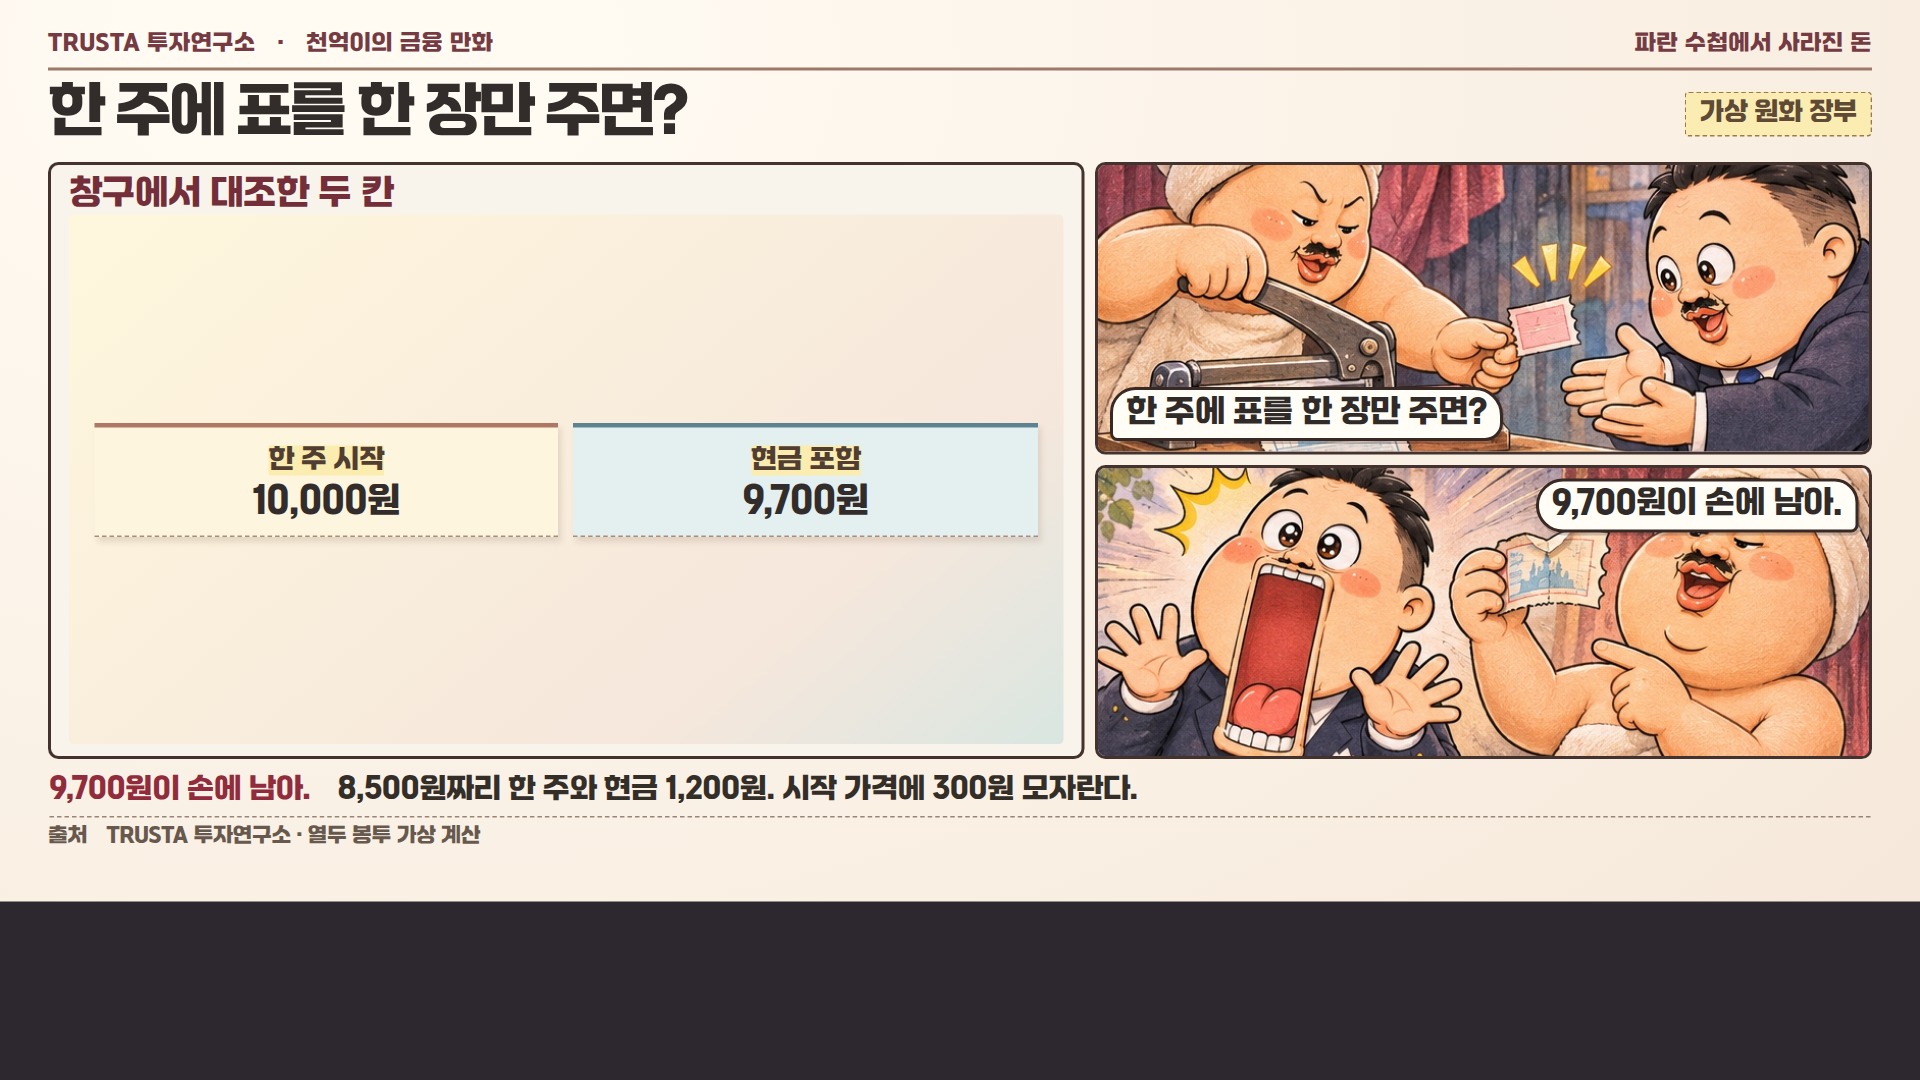 TRUSTA 투자연구소 · 천억이의 금융 만화
파란 수첩에서 사라진 돈
한 주에 표를 한 장만 주면?
가상 원화 장부
창구에서 대조한 두 칸
한 주 시작
10,000원
현금 포함
9,700원
한 주에 표를 한 장만 주면?
9,700원이 손에 남아.
9,700원이 손에 남아. 8,500원짜리 한 주와 현금 1,200원. 시작 가격에 300원 모자란다.
출처 TRUSTA 투자연구소 · 열두 봉투 가상 계산